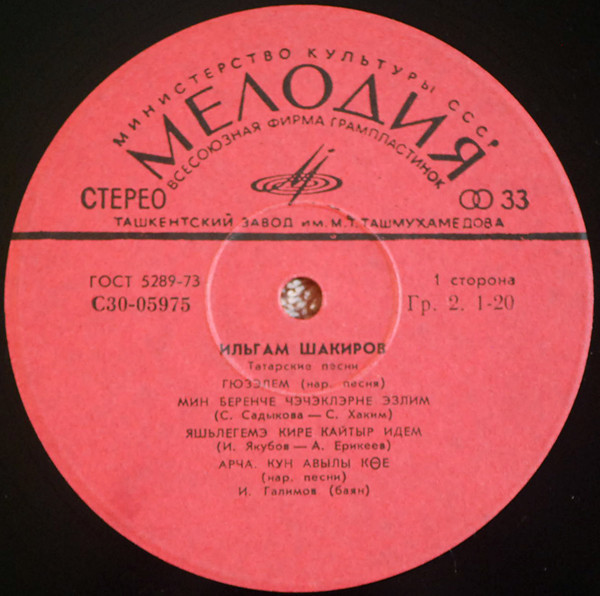 МИНИСТЕРСТВО КУЛЬТУРЫ СССР
МЕЛОДИЯ
ВСЕСОЮЗНАЯ ФИРМА ГРАМПЛАСТИНОК
СТЕРЕО
33
ТАШКЕНТСКИЙ ЗАВОД ИМ. М.Т.ТАШМУХАМЕДОВА
ГОСТ 5289-73
С30-05975
1 сторона
Гр. 2. 1-20
ИЛЬГАМ ШАКИРОВ
Татарские песни
ГЮЗЭЛЕМ (нар. песня)
МИН БЕРЕНЧЕ ЧЭЧЭКЛЭРНЕ ЭЗЛИМ
(С. Садыкова — С. Хаким)
ЯШЬЛЕГЕМЭ КИРЕ КАЙТЫР ИДЕМ
(И. Якубов — А. Ерикеев)
АРЧА. КУН АВЫЛЫ КӨЕ
(нар. песни)
И. Галимов (баян)